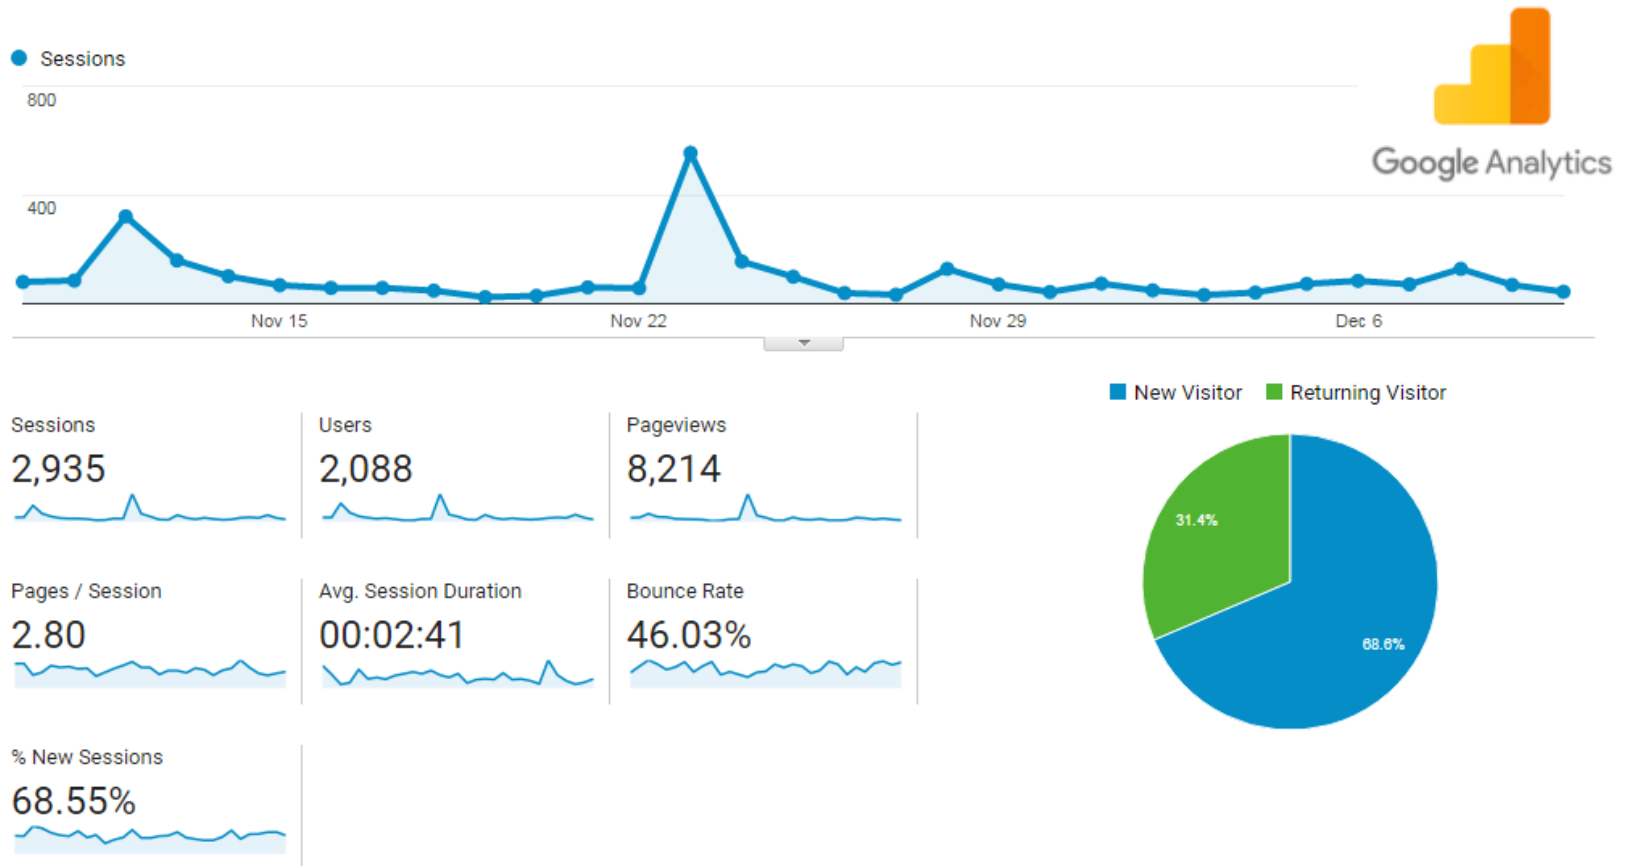 Sessions
800
400
Google Analytics
Nov 15
Nov 22
Nov 29
Dec 6
New Visitor
Returning Visitor
Sessions
2,935
Users
2,088
Pageviews
8,214
Pages / Session
2.80
Avg. Session Duration
00:02:41
Bounce Rate
46.03%
% New Sessions
68.55%
31.4%
68.6%